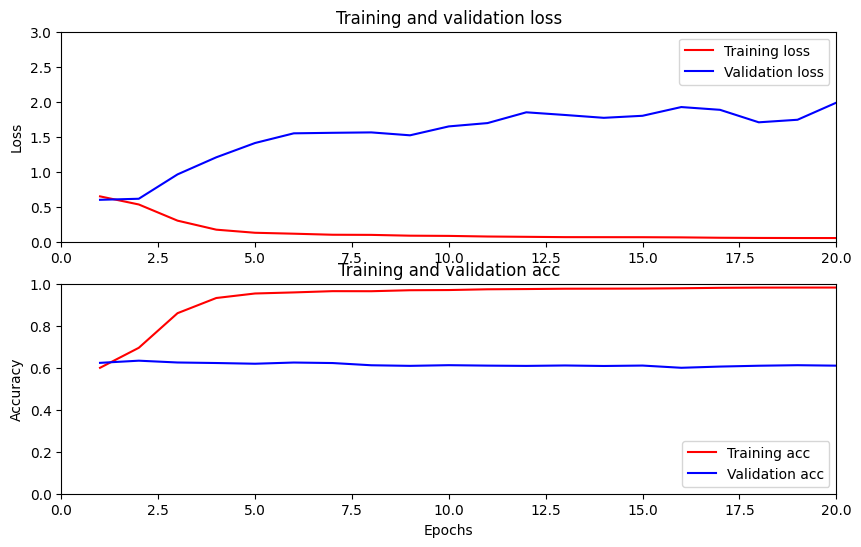 Training and validation loss
3.0
2.5
2.0
1.5
1.0
0.5
0.0
Loss
Training loss
Validation loss
0.0 2.5 5.0 7.5 10.0 12.5 15.0 17.5 20.0
Training and validation acc
1.0
0.8
0.6
0.4
0.2
0.0
Accuracy
Training acc
Validation acc
0.0 2.5 5.0 7.5 10.0 12.5 15.0 17.5 20.0
Epochs